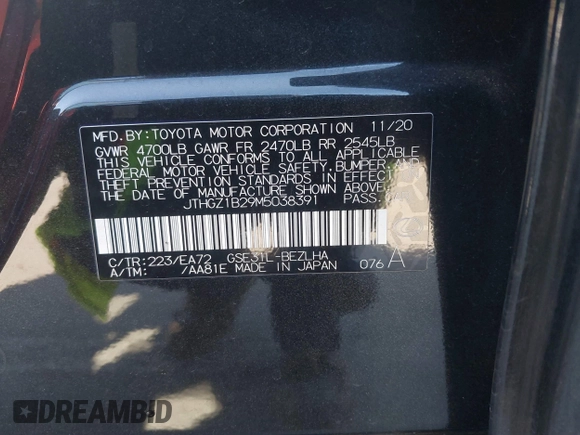 MFD.BY:TOYOTA MOTOR CORPORATION 11/20
GVWR 4700LB GAWR FR 2470LB RR 2545LB
THIS VEHICLE CONFORMS TO ALL APPLICABLE
FEDERAL MOTOR VEHICLE SAFETY, BUMPER, AND
THEFT PREVENTION STANDARDS IN EFFECT ON
THE DATE OF MANUFACTURE SHOWN ABOVE.
JTHGZ1B29M5038391 PASS.
C/TR:223/EA72 GSE31L-BEZLHA
A/TM: /AA81E MADE IN JAPAN 076A
DREAMBID